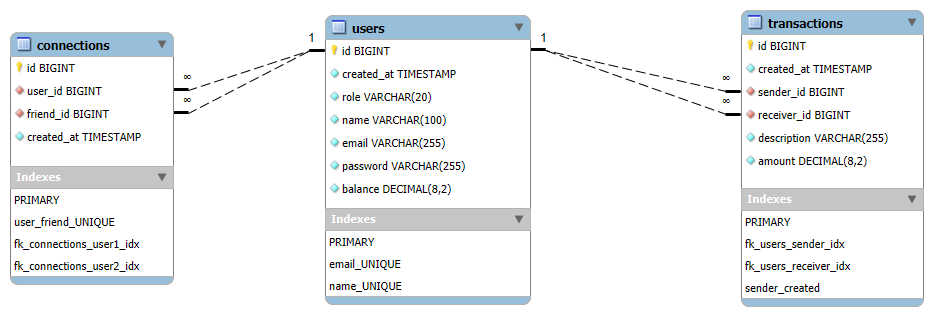 connections
id BIGINT
user_id BIGINT
friend_id BIGINT
created_at TIMESTAMP
Indexes
PRIMARY
user_friend_UNIQUE
fk_connections_user1_idx
fk_connections_user2_idx
∞
∞
1
users
id BIGINT
created_at TIMESTAMP
role VARCHAR(20)
name VARCHAR(100)
email VARCHAR(255)
password VARCHAR(255)
balance DECIMAL(8,2)
Indexes
PRIMARY
email_UNIQUE
name_UNIQUE
1
∞
∞
transactions
id BIGINT
created_at TIMESTAMP
sender_id BIGINT
receiver_id BIGINT
description VARCHAR(255)
amount DECIMAL(8,2)
Indexes
PRIMARY
fk_users_sender_idx
fk_users_receiver_idx
sender_created